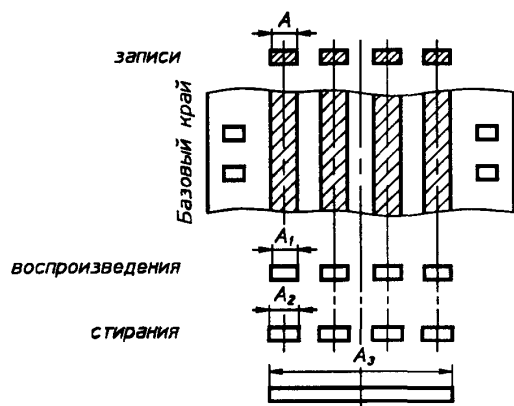 A
записи
Базовый край
A₁
воспроизведения
A₂
стирания
A₃